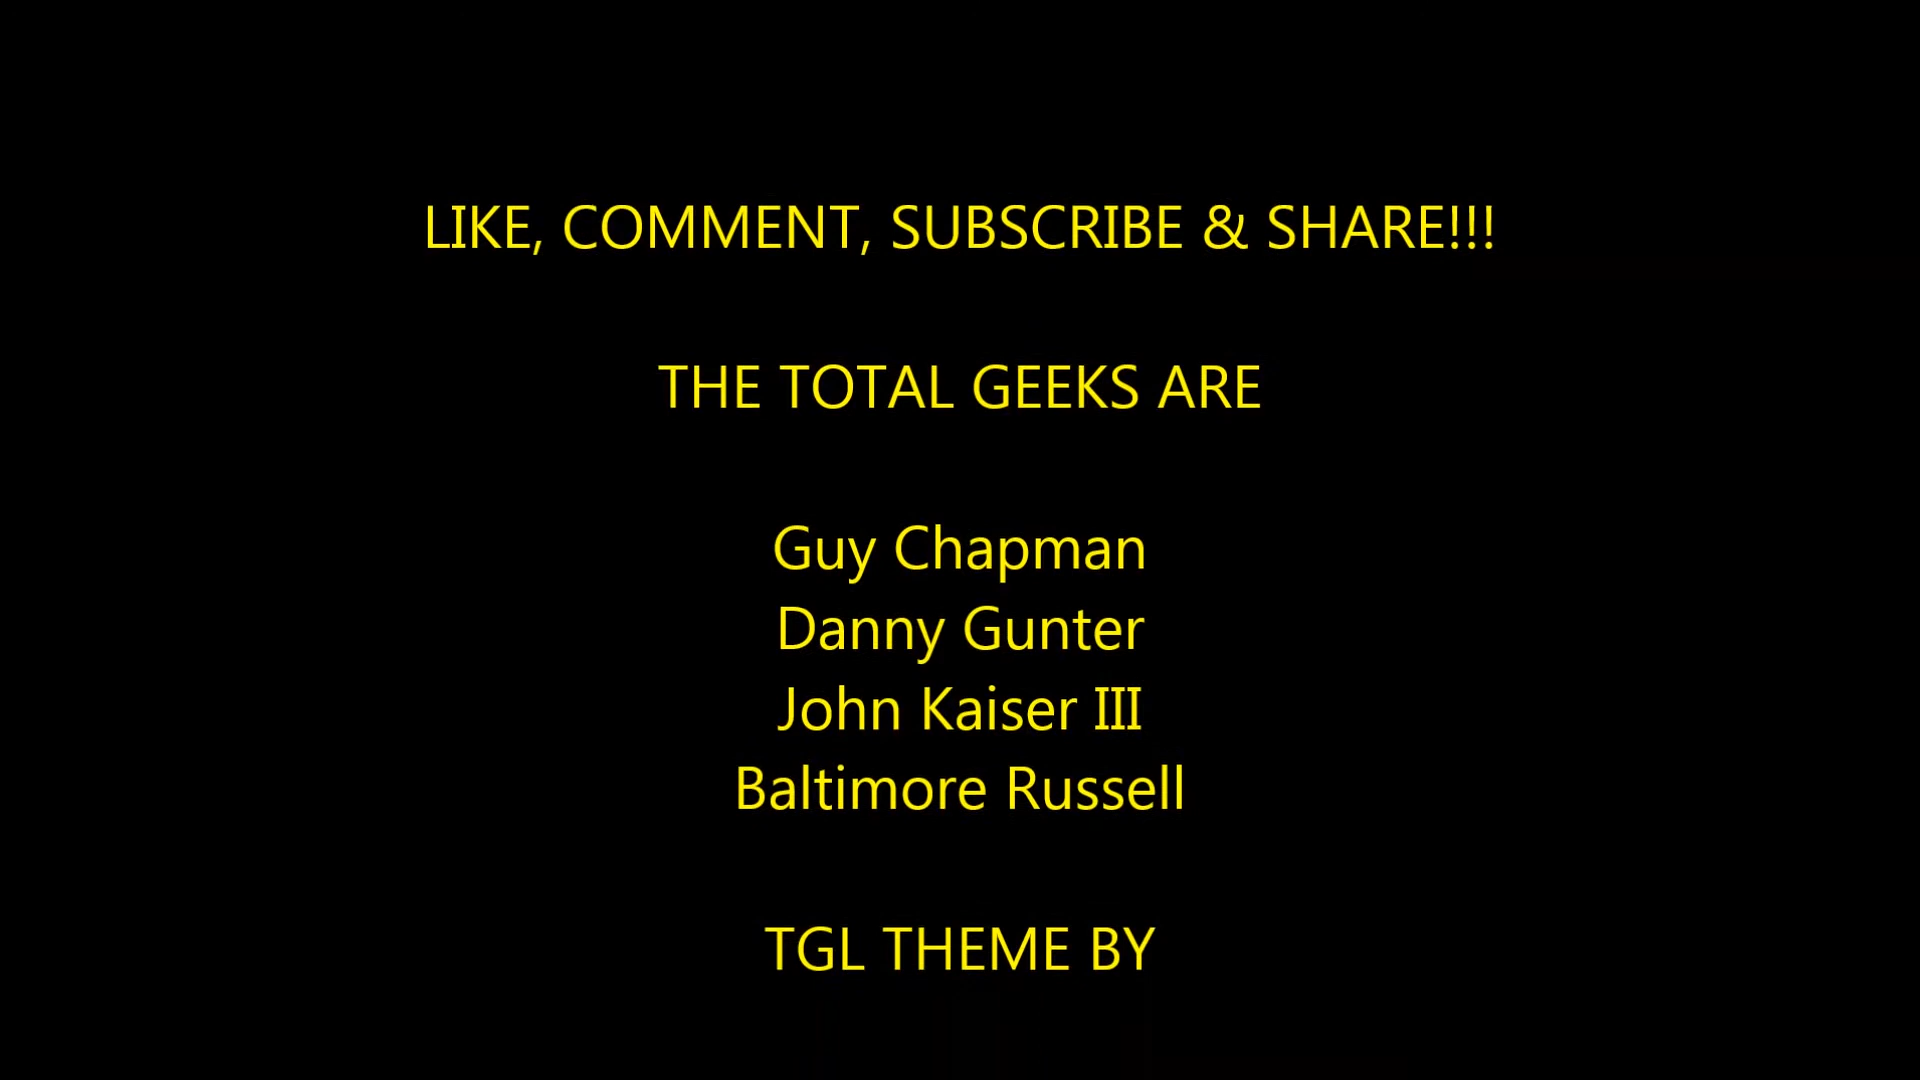 LIKE, COMMENT, SUBSCRIBE & SHARE!!!
THE TOTAL GEEKS ARE
Guy Chapman
Danny Gunter
John Kaiser III
Baltimore Russell
TGL THEME BY